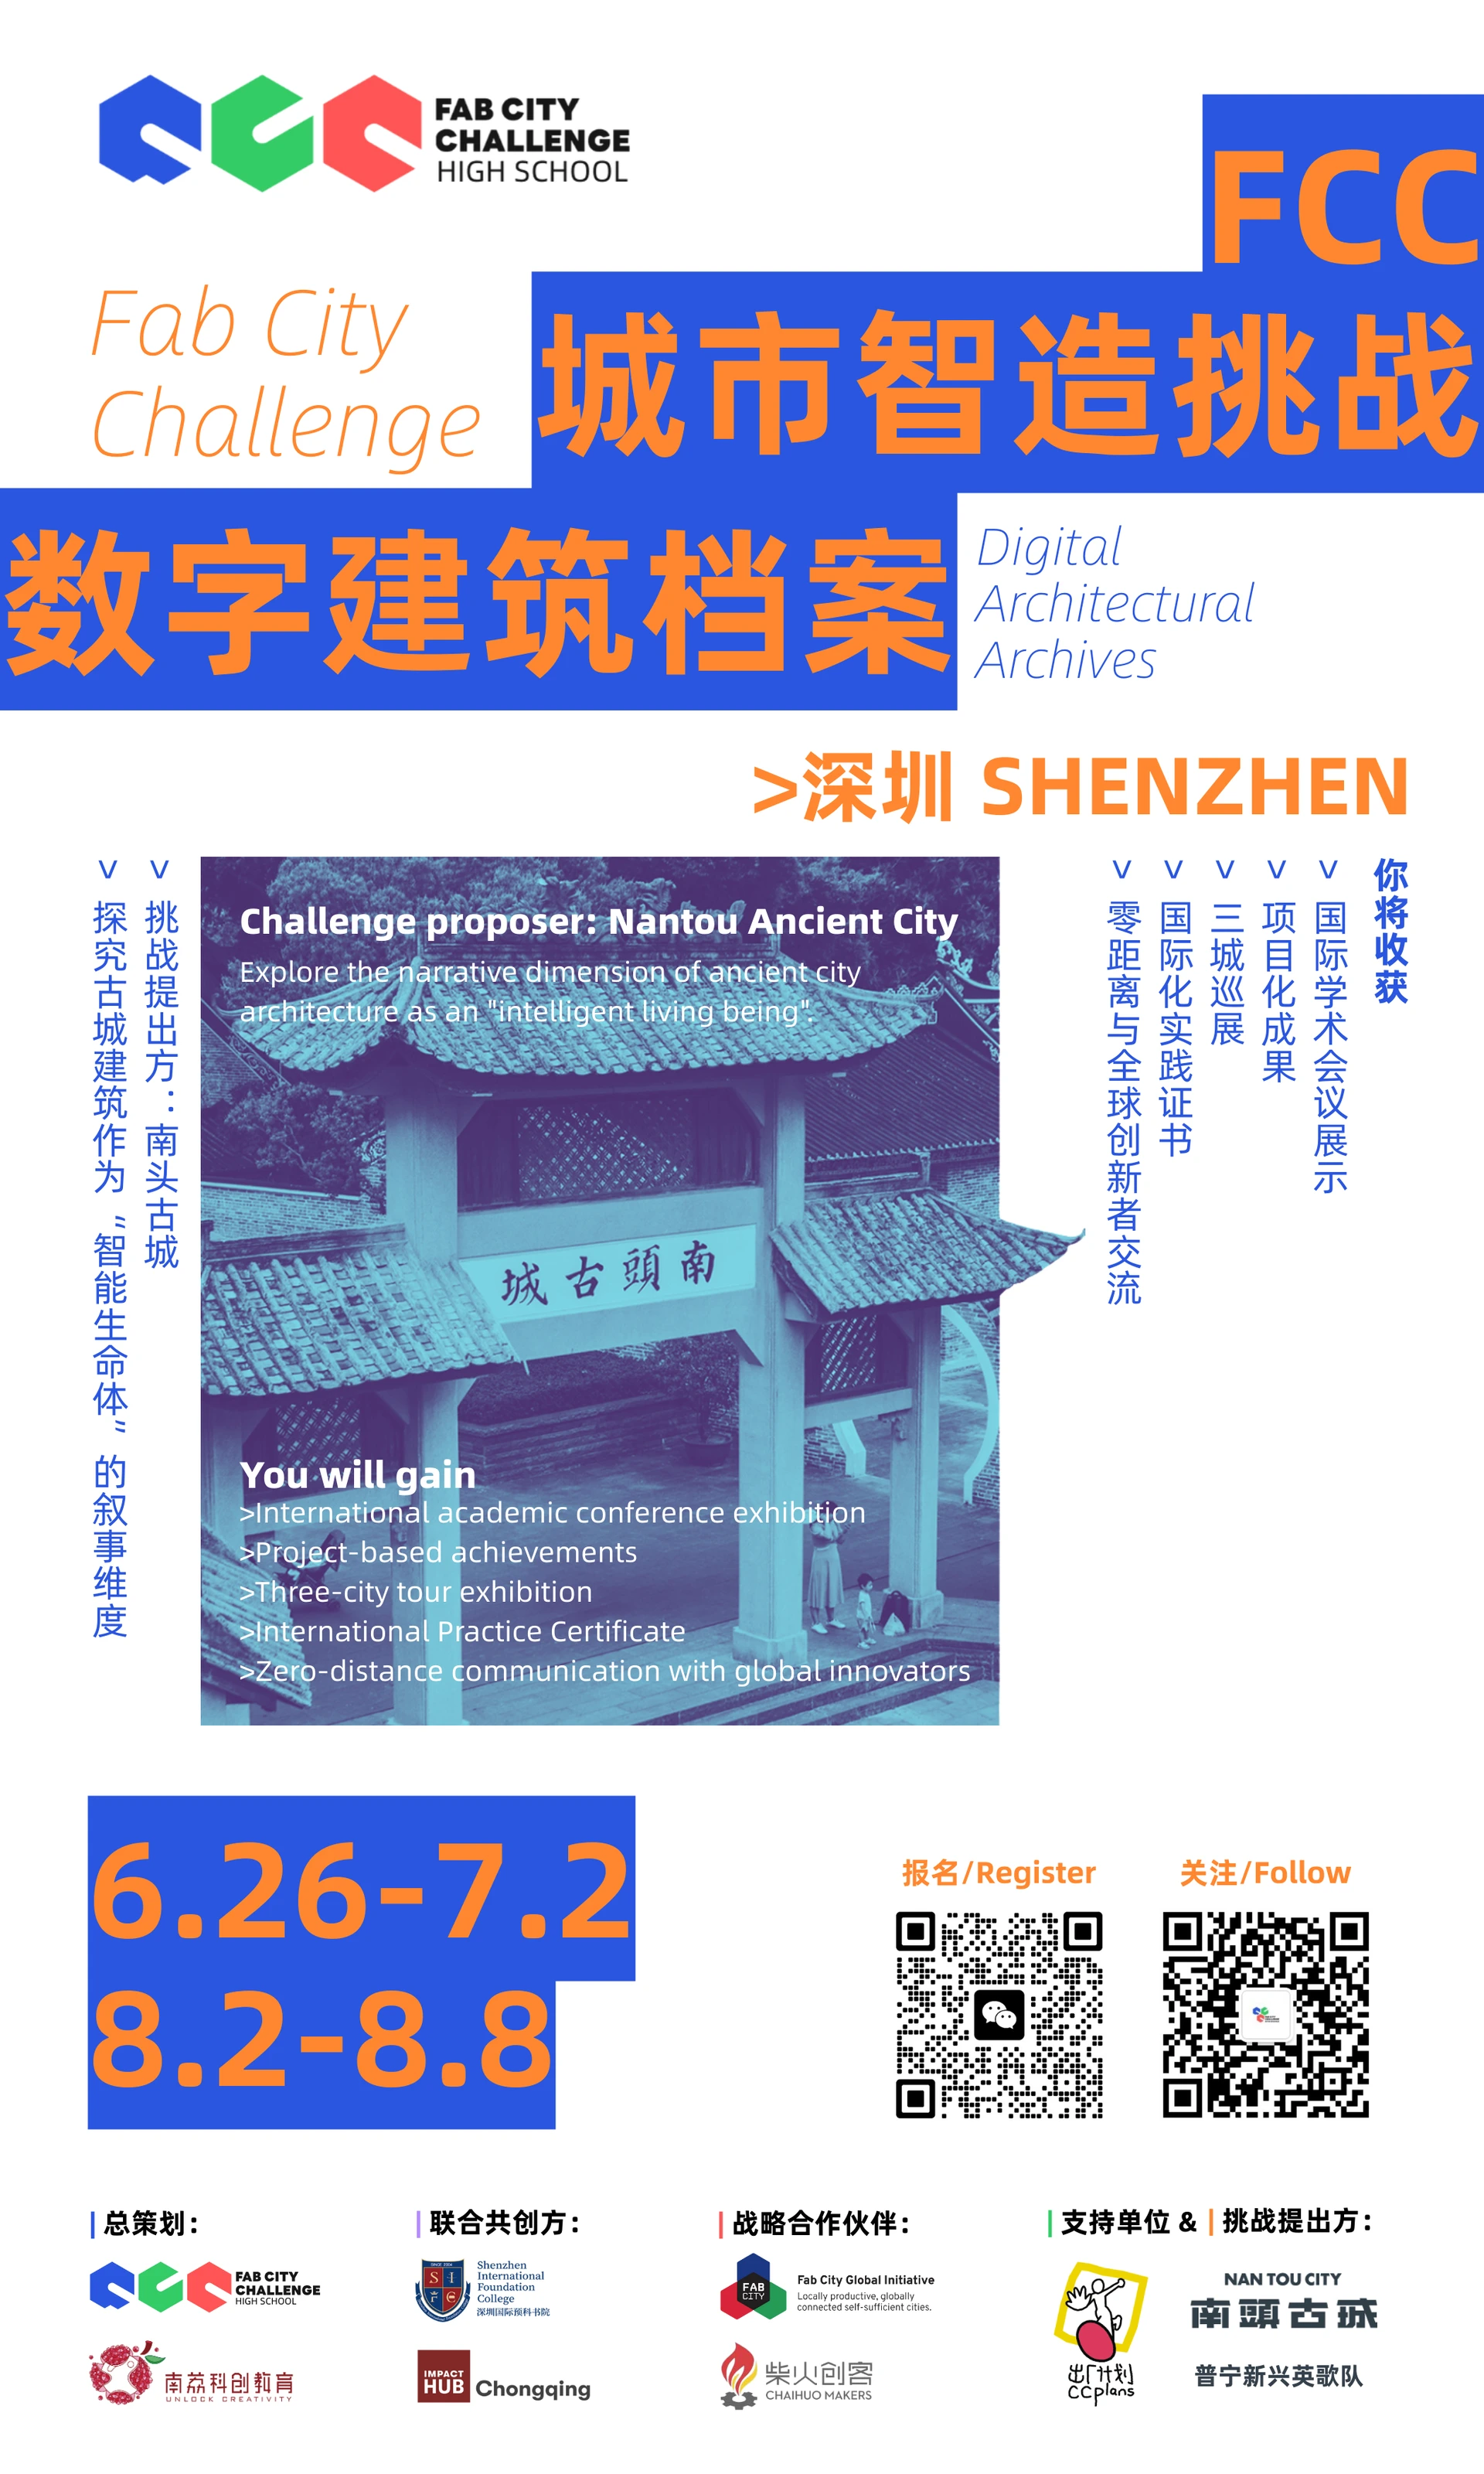 FAB CITY
CHALLENGE
HIGH SCHOOL
FCC
Fab City
Challenge
城市智造挑战
数字建筑档案
Digital
Architectural
Archives
>深圳 SHENZHEN
> 挑战提出方：南头古城
> 探究古城建筑作为“智能生命体”的叙事维度
Challenge proposer: Nantou Ancient City
Explore the narrative dimension of ancient city
architecture as an "intelligent living being".
南頭古城
You will gain
>International academic conference exhibition
>Project-based achievements
>Three-city tour exhibition
>International Practice Certificate
>Zero-distance communication with global innovators
你将收获
> 国际学术会议展示
> 项目化成果
> 三城巡展
> 国际化实践证书
> 零距离与全球创新者交流
6.26-7.2
8.2-8.8
报名/Register
关注/Follow
总策划：
FAB CITY
CHALLENGE
HIGH SCHOOL
南荔科创教育
UNLOCK CREATIVITY
联合共创方：
Shenzhen
International
Foundation
College
深圳国际预科书院
IMPACT
HUB
Chongqing
战略合作伙伴：
FAB
CITY
Fab City Global Initiative
Locally productive, globally
connected self-sufficient cities.
柴火创客
CHAIHUO MAKERS
支持单位 & 挑战提出方：
出厂计划
CCplans
NAN TOU CITY
南頭古城
普宁新兴英歌队